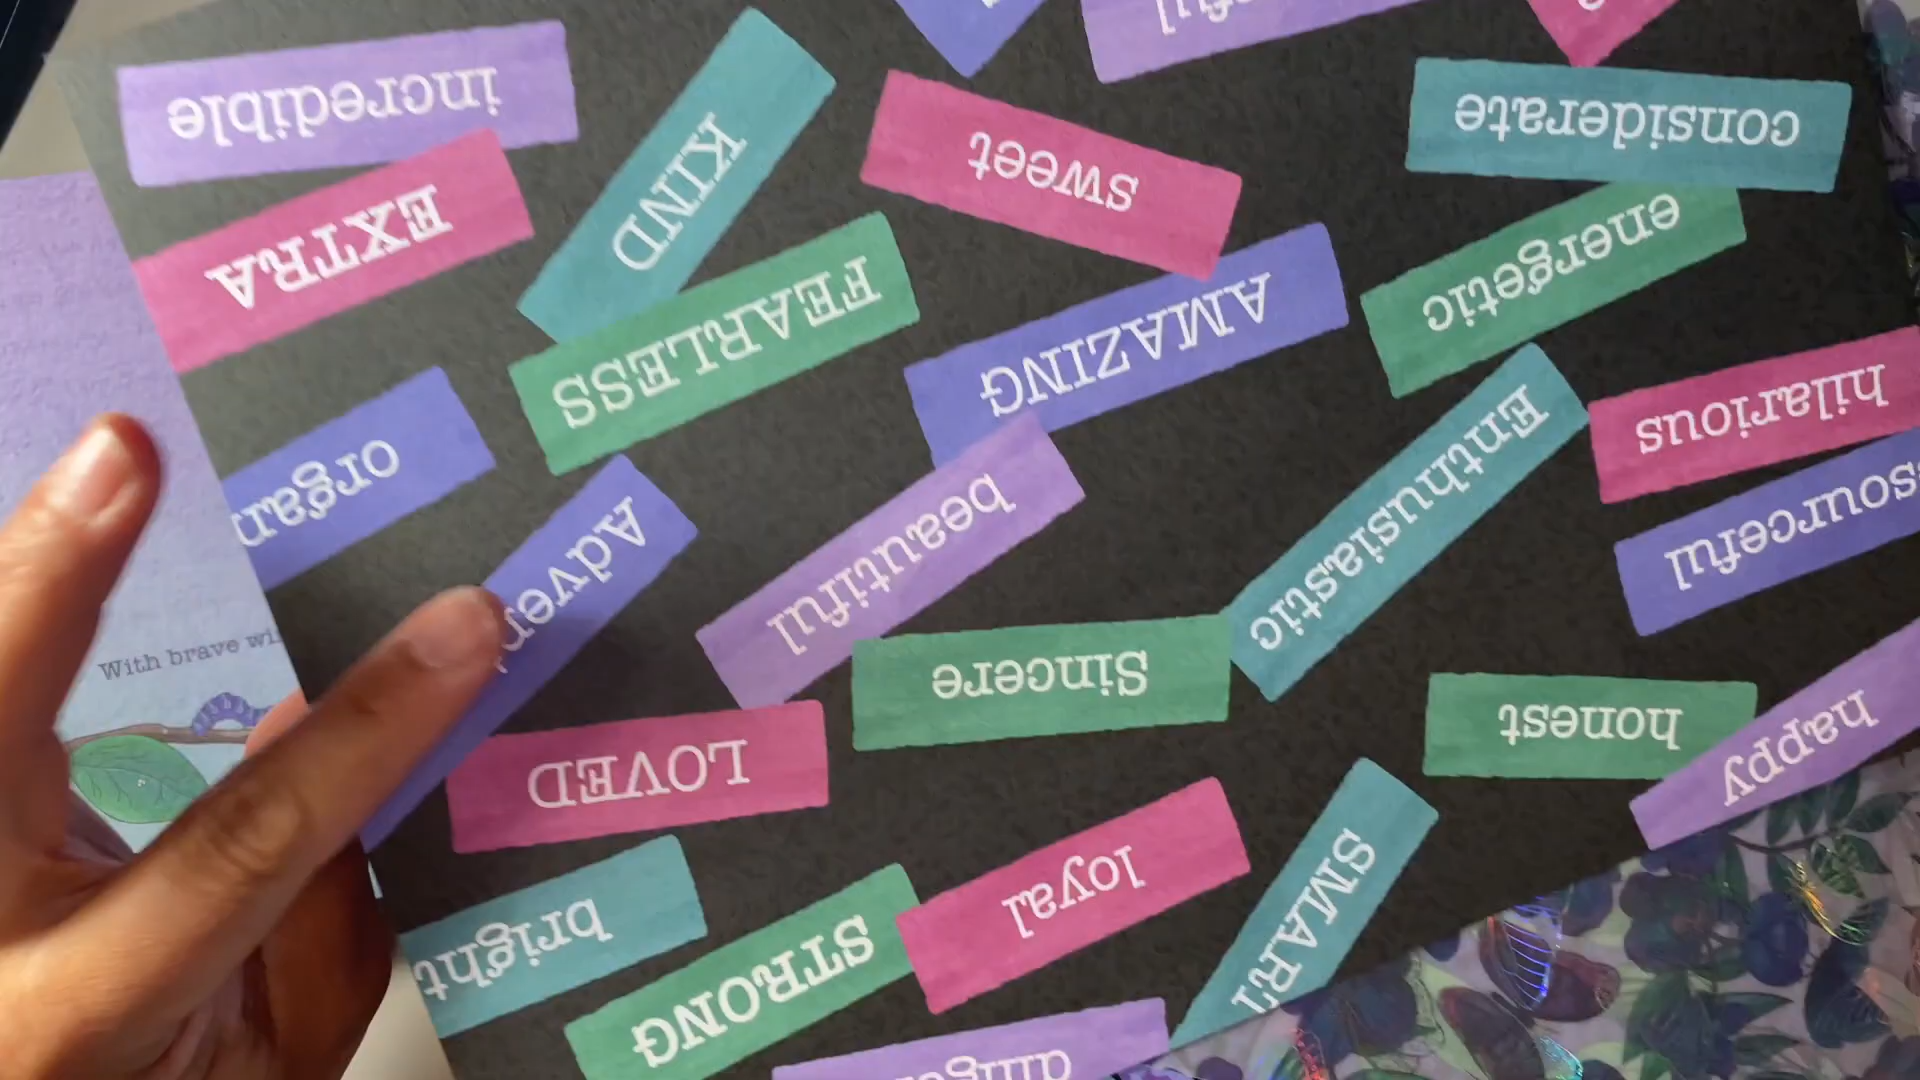 incredible
EXTRA
KIND
sweet
considerate
FEARLESS
AMAZING
energetic
hilarious
organ
Adven
beautiful
Enthusiastic
sourceful
Sincere
honest
happy
LOVED
loyal
SMART
bright
STRONG
With brave wi